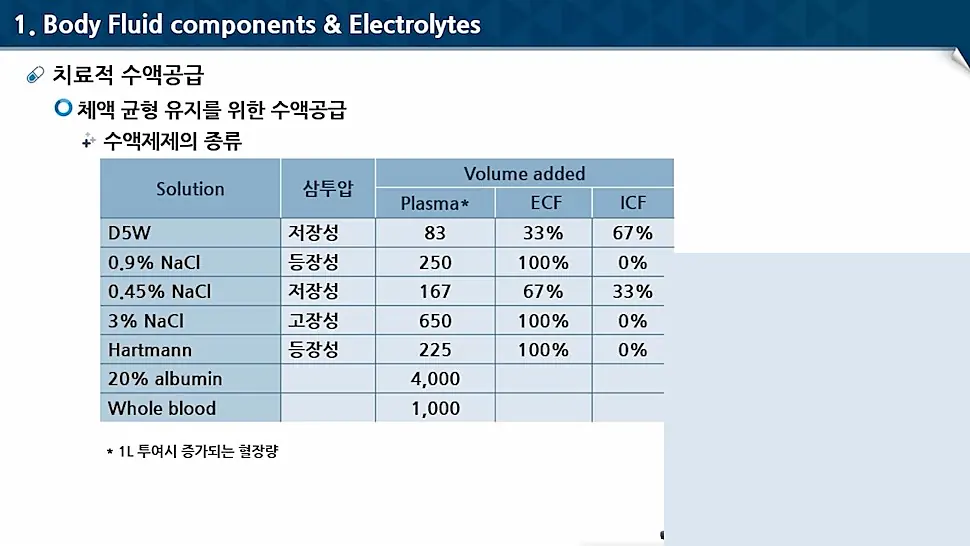 1. Body Fluid components & Electrolytes
치료적 수액공급
체액 균형 유지를 위한 수액공급
수액제제의 종류
Solution 삼투압 Volume added
Plasma* ECF ICF
D5W 저장성 83 33% 67%
0.9% NaCl 등장성 250 100% 0%
0.45% NaCl 저장성 167 67% 33%
3% NaCl 고장성 650 100% 0%
Hartmann 등장성 225 100% 0%
20% albumin 4,000
Whole blood 1,000
* 1L 투여시 증가되는 혈장량